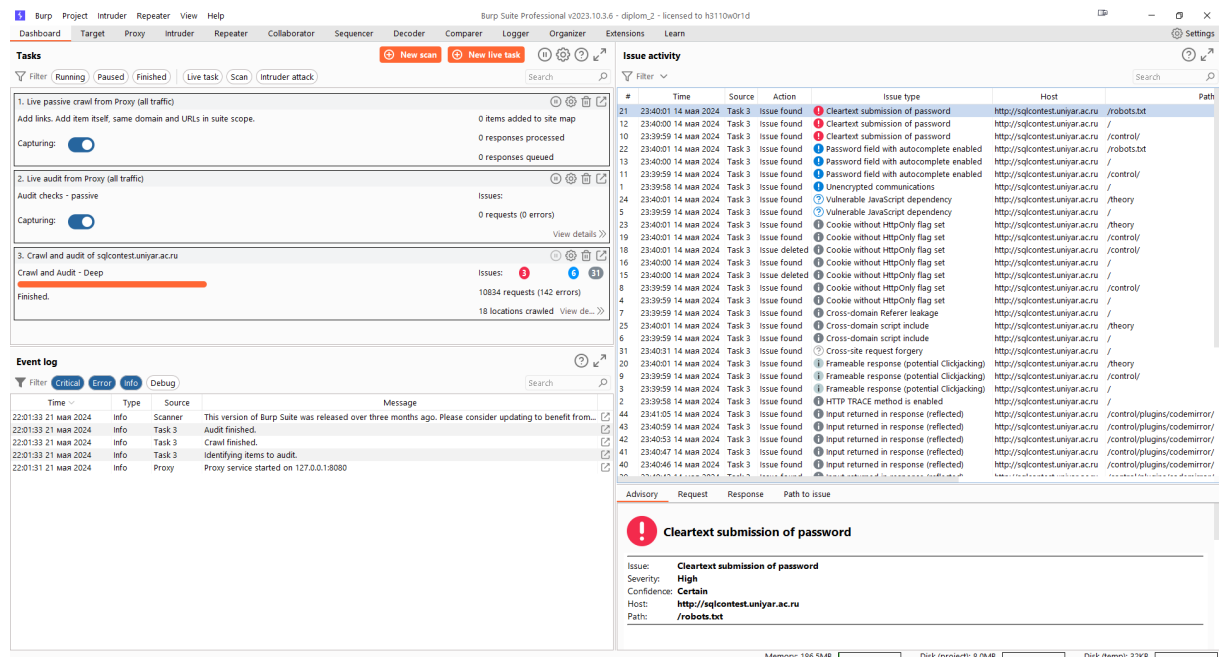 Burp Project Intruder Repeater View Help
Burp Suite Professional v2023.10.3.6 - diplom_2 - licensed to h3110w0r1d
Dashboard Target Proxy Intruder Repeater Collaborator Sequencer Decoder Comparer Logger Organizer Extensions Learn
Settings
Tasks
New scan New live task
Filter Running Paused Finished Live task Scan Intruder attack
Search
1. Live passive crawl from Proxy (all traffic)
Add links. Add item itself, same domain and URLs in suite scope.
0 items added to site map
Capturing:
0 responses processed
0 responses queued
2. Live audit from Proxy (all traffic)
Audit checks - passive
Issues:
Capturing:
0 requests (0 errors)
View details
3. Crawl and audit of sqlcontest.uniyar.ac.ru
Crawl and Audit - Deep
Issues: 3 6 31
Finished.
10834 requests (142 errors)
18 locations crawled View de...
Event log
Filter Critical Error Info Debug
Search
Time Type Source Message
22:01:33 21 мая 2024 Info Scanner This version of Burp Suite was released over three months ago. Please consider updating to benefit from...
22:01:33 21 мая 2024 Info Task 3 Audit finished.
22:01:33 21 мая 2024 Info Task 3 Crawl finished.
22:01:33 21 мая 2024 Info Task 3 Identifying items to audit.
22:01:31 21 мая 2024 Info Proxy Proxy service started on 127.0.0.1:8080
Issue activity
Filter
Search
# Time Source Action Issue type Host Path
21 23:40:01 14 мая 2024 Task 3 Issue found Cleartext submission of password http://sqlcontest.uniyar.ac.ru /robots.txt
12 23:40:00 14 мая 2024 Task 3 Issue found Cleartext submission of password http://sqlcontest.uniyar.ac.ru /
10 23:39:59 14 мая 2024 Task 3 Issue found Cleartext submission of password http://sqlcontest.uniyar.ac.ru /control/
22 23:40:01 14 мая 2024 Task 3 Issue found Password field with autocomplete enabled http://sqlcontest.uniyar.ac.ru /robots.txt
13 23:40:00 14 мая 2024 Task 3 Issue found Password field with autocomplete enabled http://sqlcontest.uniyar.ac.ru /
11 23:39:59 14 мая 2024 Task 3 Issue found Password field with autocomplete enabled http://sqlcontest.uniyar.ac.ru /control/
1 23:39:58 14 мая 2024 Task 3 Issue found Unencrypted communications http://sqlcontest.uniyar.ac.ru /
24 23:40:01 14 мая 2024 Task 3 Issue found Vulnerable JavaScript dependency http://sqlcontest.uniyar.ac.ru /theory
5 23:39:59 14 мая 2024 Task 3 Issue found Vulnerable JavaScript dependency http://sqlcontest.uniyar.ac.ru /
23 23:40:01 14 мая 2024 Task 3 Issue found Cookie without HttpOnly flag set http://sqlcontest.uniyar.ac.ru /theory
19 23:40:01 14 мая 2024 Task 3 Issue found Cookie without HttpOnly flag set http://sqlcontest.uniyar.ac.ru /control/
18 23:40:01 14 мая 2024 Task 3 Issue deleted Cookie without HttpOnly flag set http://sqlcontest.uniyar.ac.ru /control/
16 23:40:00 14 мая 2024 Task 3 Issue found Cookie without HttpOnly flag set http://sqlcontest.uniyar.ac.ru /
15 23:40:00 14 мая 2024 Task 3 Issue deleted Cookie without HttpOnly flag set http://sqlcontest.uniyar.ac.ru /
8 23:39:59 14 мая 2024 Task 3 Issue found Cookie without HttpOnly flag set http://sqlcontest.uniyar.ac.ru /control/
4 23:39:59 14 мая 2024 Task 3 Issue found Cookie without HttpOnly flag set http://sqlcontest.uniyar.ac.ru /
7 23:39:59 14 мая 2024 Task 3 Issue found Cross-domain Referer leakage http://sqlcontest.uniyar.ac.ru /
25 23:40:01 14 мая 2024 Task 3 Issue found Cross-domain script include http://sqlcontest.uniyar.ac.ru /theory
6 23:39:59 14 мая 2024 Task 3 Issue found Cross-domain script include http://sqlcontest.uniyar.ac.ru /
31 23:40:31 14 мая 2024 Task 3 Issue found Cross-site request forgery http://sqlcontest.uniyar.ac.ru /
20 23:40:01 14 мая 2024 Task 3 Issue found Frameable response (potential Clickjacking) http://sqlcontest.uniyar.ac.ru /theory
9 23:39:59 14 мая 2024 Task 3 Issue found Frameable response (potential Clickjacking) http://sqlcontest.uniyar.ac.ru /control/
3 23:39:59 14 мая 2024 Task 3 Issue found Frameable response (potential Clickjacking) http://sqlcontest.uniyar.ac.ru /
2 23:39:58 14 мая 2024 Task 3 Issue found HTTP TRACE method is enabled http://sqlcontest.uniyar.ac.ru /
44 23:41:05 14 мая 2024 Task 3 Issue found Input returned in response (reflected) http://sqlcontest.uniyar.ac.ru /control/plugins/codemirror/
43 23:40:59 14 мая 2024 Task 3 Issue found Input returned in response (reflected) http://sqlcontest.uniyar.ac.ru /control/plugins/codemirror/
42 23:40:53 14 мая 2024 Task 3 Issue found Input returned in response (reflected) http://sqlcontest.uniyar.ac.ru /control/plugins/codemirror/
41 23:40:47 14 мая 2024 Task 3 Issue found Input returned in response (reflected) http://sqlcontest.uniyar.ac.ru /control/plugins/codemirror/
40 23:40:46 14 мая 2024 Task 3 Issue found Input returned in response (reflected) http://sqlcontest.uniyar.ac.ru /control/plugins/codemirror/
Advisory Request Response Path to issue
Cleartext submission of password
Issue: Cleartext submission of password
Severity: High
Confidence: Certain
Host: http://sqlcontest.uniyar.ac.ru
Path: /robots.txt
Memory: 186.5MB Disk (project): 8.0MB Disk (temp): 32KB